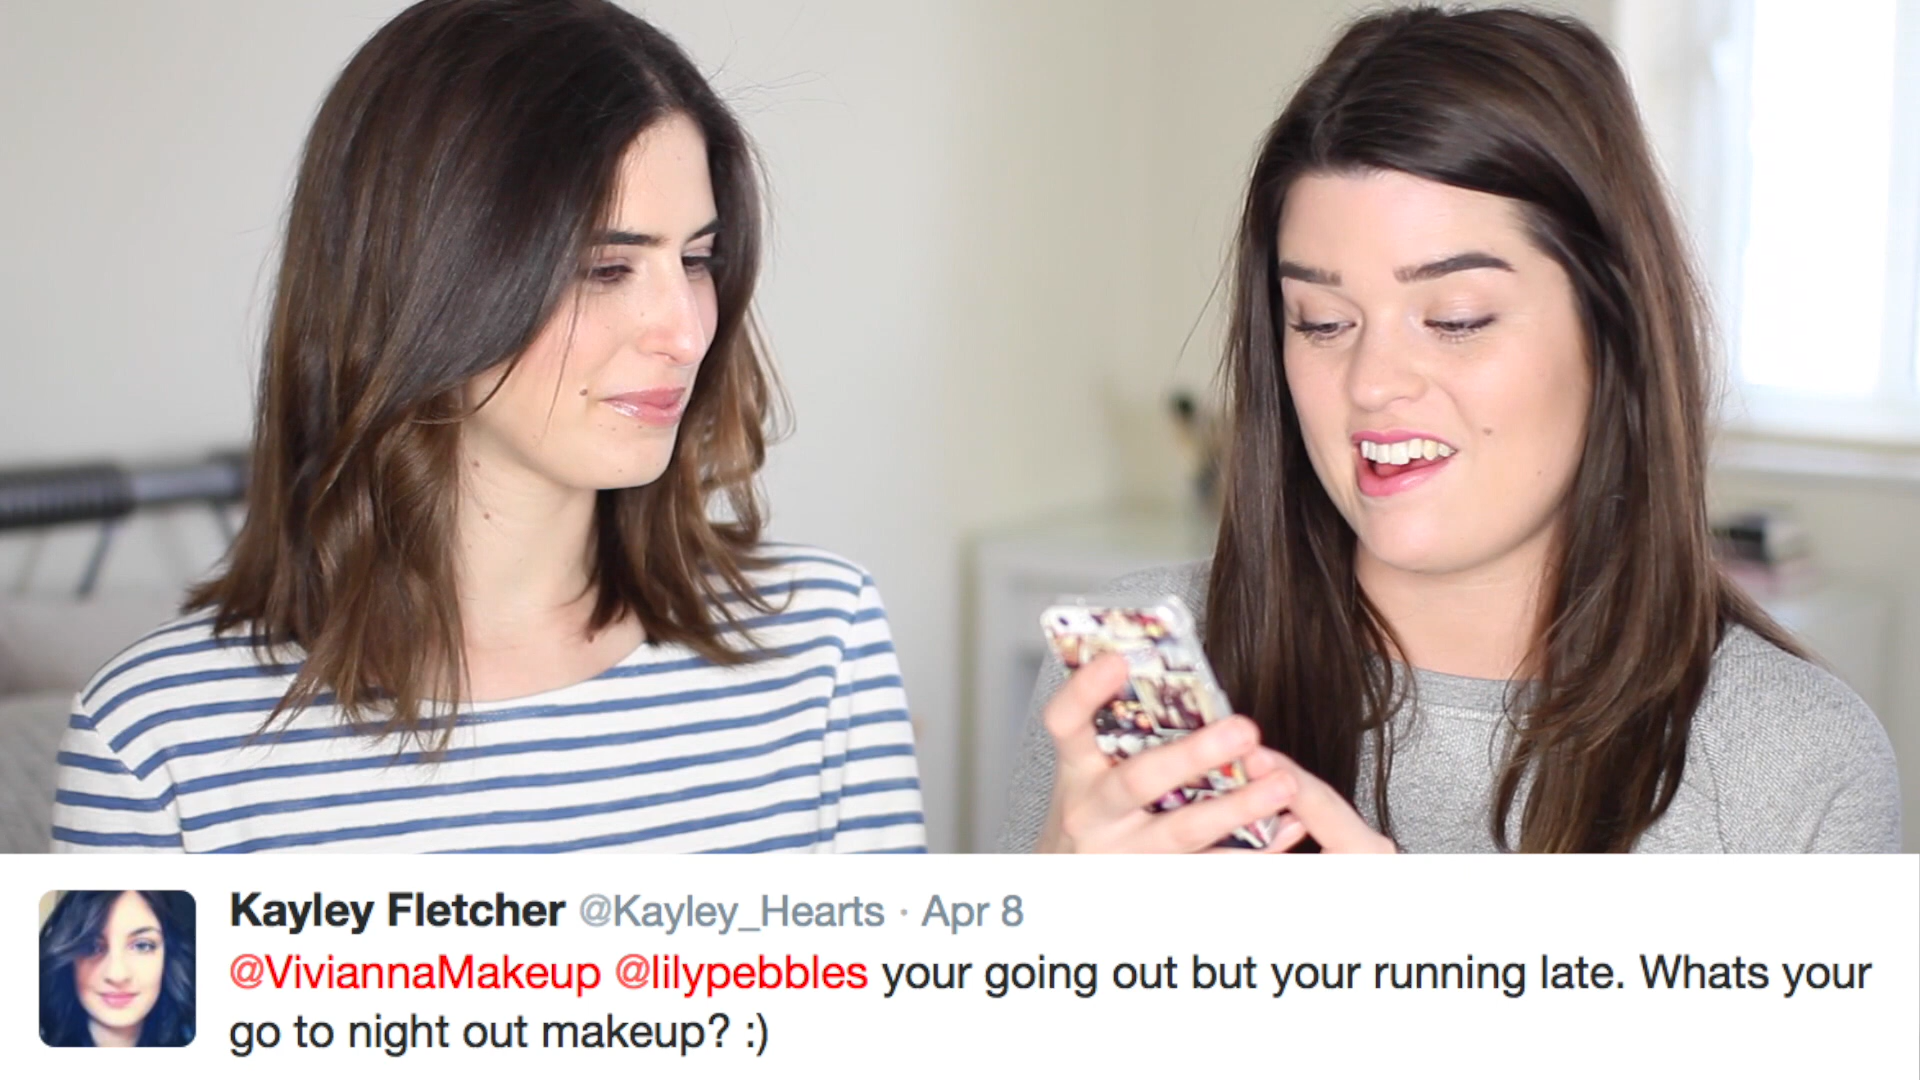 Kayley Fletcher @Kayley_Hearts · Apr 8
@ViviannaMakeup @lilypebbles your going out but your running late. Whats your
go to night out makeup? :)